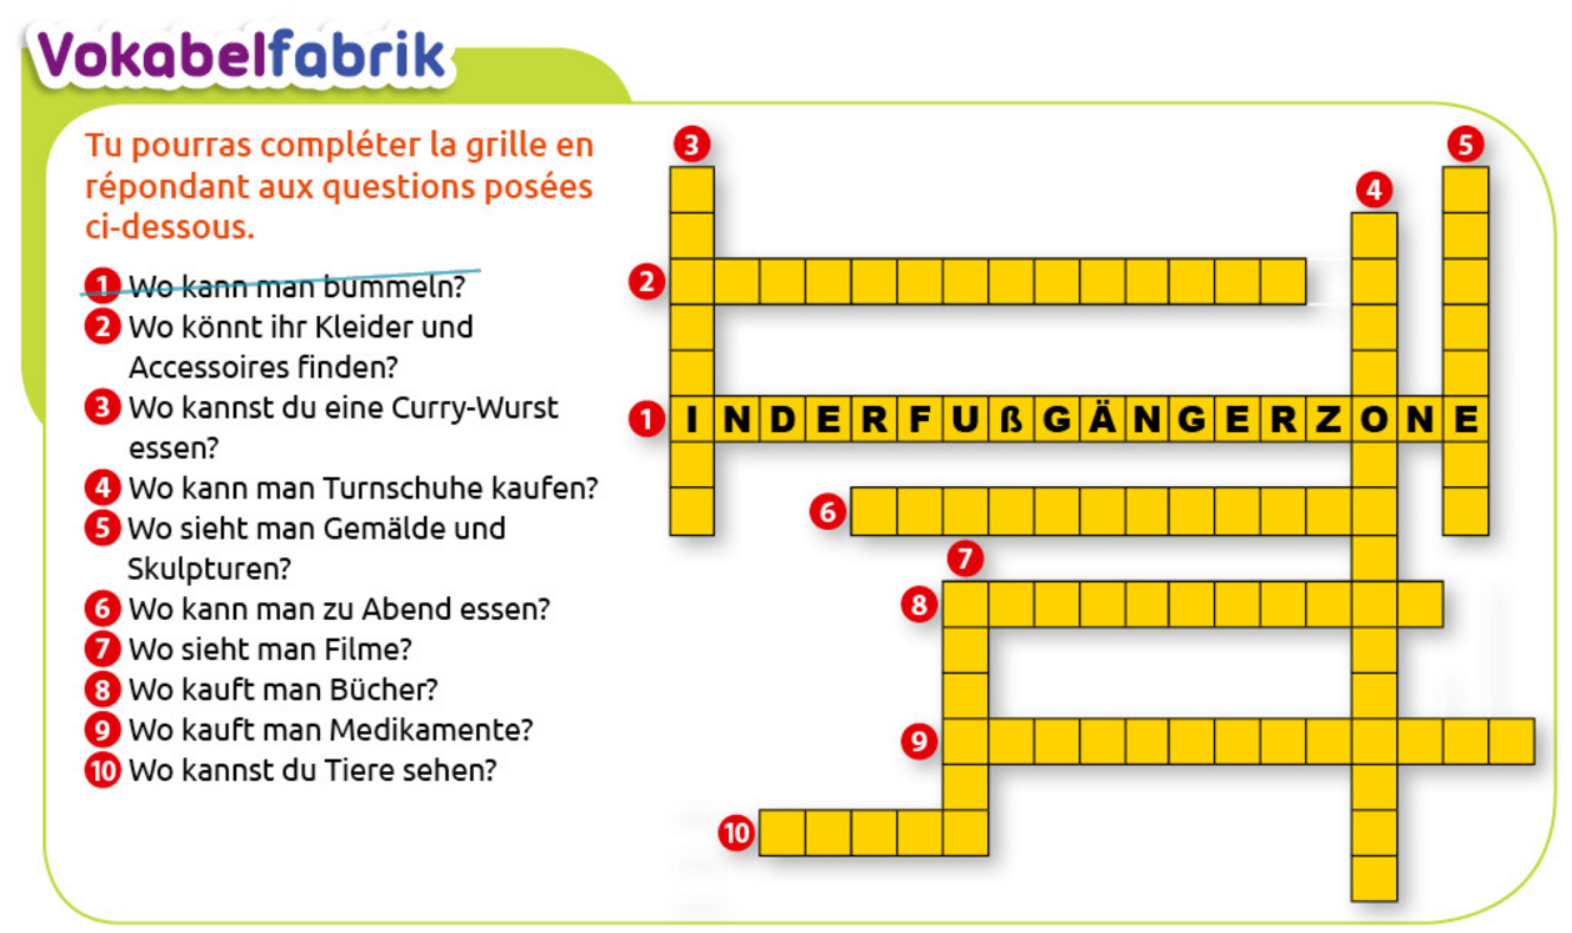 Vokabelfabrik
Tu pourras compléter la grille en
répondant aux questions posées
ci-dessous.
1 Wo kann man bummeln?
2 Wo könnt ihr Kleider und
Accessoires finden?
3 Wo kannst du eine Curry-Wurst
essen?
4 Wo kann man Turnschuhe kaufen?
5 Wo sieht man Gemälde und
Skulpturen?
6 Wo kann man zu Abend essen?
7 Wo sieht man Filme?
8 Wo kauft man Bücher?
9 Wo kauft man Medikamente?
10 Wo kannst du Tiere sehen?
3
5
4
2
1 INDERFUßGÄNGERZONE
6
7
8
9
10